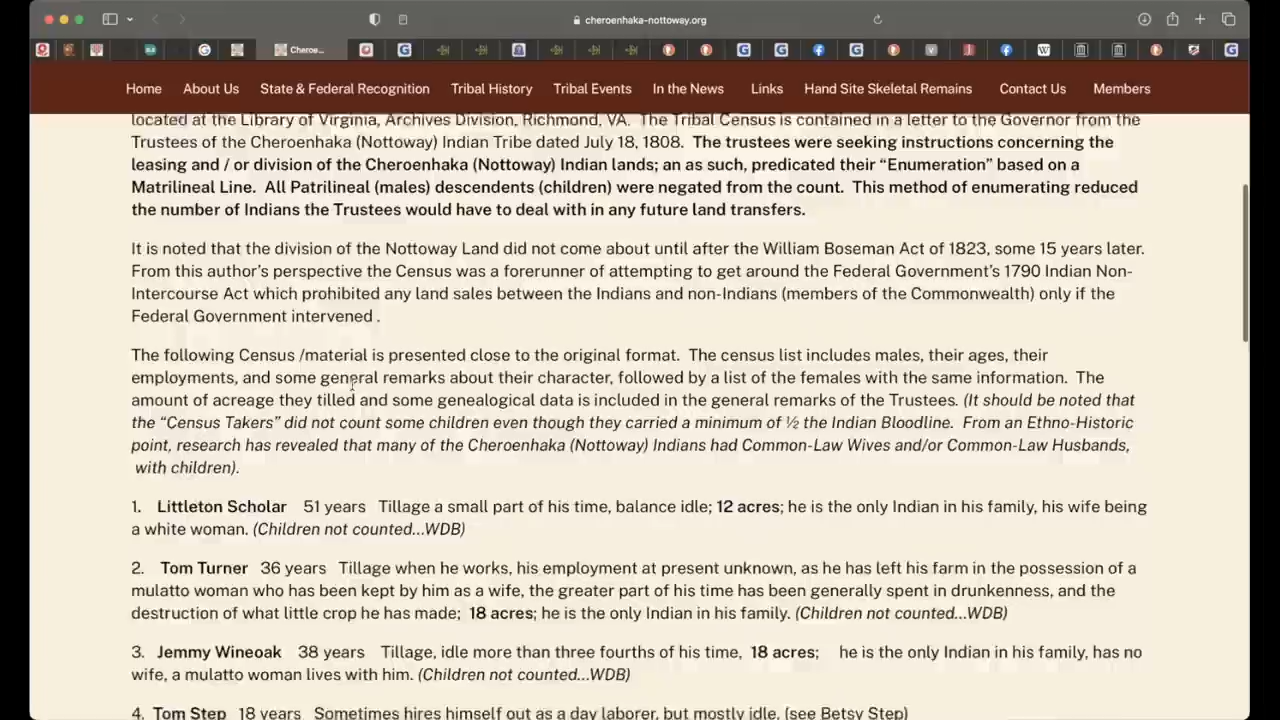 cheroenhaka-nottoway.org
Cheroe...
Home About Us State & Federal Recognition Tribal History Tribal Events In the News Links Hand Site Skeletal Remains Contact Us Members
located at the Library of Virginia, Archives Division, Richmond, VA. The Tribal Census is contained in a letter to the Governor from the
Trustees of the Cheroenhaka (Nottoway) Indian Tribe dated July 18, 1808. The trustees were seeking instructions concerning the
leasing and / or division of the Cheroenhaka (Nottoway) Indian lands; an as such, predicated their “Enumeration” based on a
Matrilineal Line. All Patrilineal (males) descendents (children) were negated from the count. This method of enumerating reduced
the number of Indians the Trustees would have to deal with in any future land transfers.
It is noted that the division of the Nottoway Land did not come about until after the William Boseman Act of 1823, some 15 years later.
From this author’s perspective the Census was a forerunner of attempting to get around the Federal Government’s 1790 Indian Non-
Intercourse Act which prohibited any land sales between the Indians and non-Indians (members of the Commonwealth) only if the
Federal Government intervened .
The following Census /material is presented close to the original format. The census list includes males, their ages, their
employments, and some general remarks about their character, followed by a list of the females with the same information. The
amount of acreage they tilled and some genealogical data is included in the general remarks of the Trustees. (It should be noted that
the “Census Takers” did not count some children even though they carried a minimum of ½ the Indian Bloodline. From an Ethno-Historic
point, research has revealed that many of the Cheroenhaka (Nottoway) Indians had Common-Law Wives and/or Common-Law Husbands,
with children).
1. Littleton Scholar 51 years Tillage a small part of his time, balance idle; 12 acres; he is the only Indian in his family, his wife being
a white woman. (Children not counted...WDB)
2. Tom Turner 36 years Tillage when he works, his employment at present unknown, as he has left his farm in the possession of a
mulatto woman who has been kept by him as a wife, the greater part of his time has been generally spent in drunkenness, and the
destruction of what little crop he has made; 18 acres; he is the only Indian in his family. (Children not counted...WDB)
3. Jemmy Wineoak 38 years Tillage, idle more than three fourths of his time, 18 acres; he is the only Indian in his family, has no
wife, a mulatto woman lives with him. (Children not counted...WDB)
4. Tom Step 18 years Sometimes hires himself out as a day laborer, but mostly idle. (see Betsy Step)